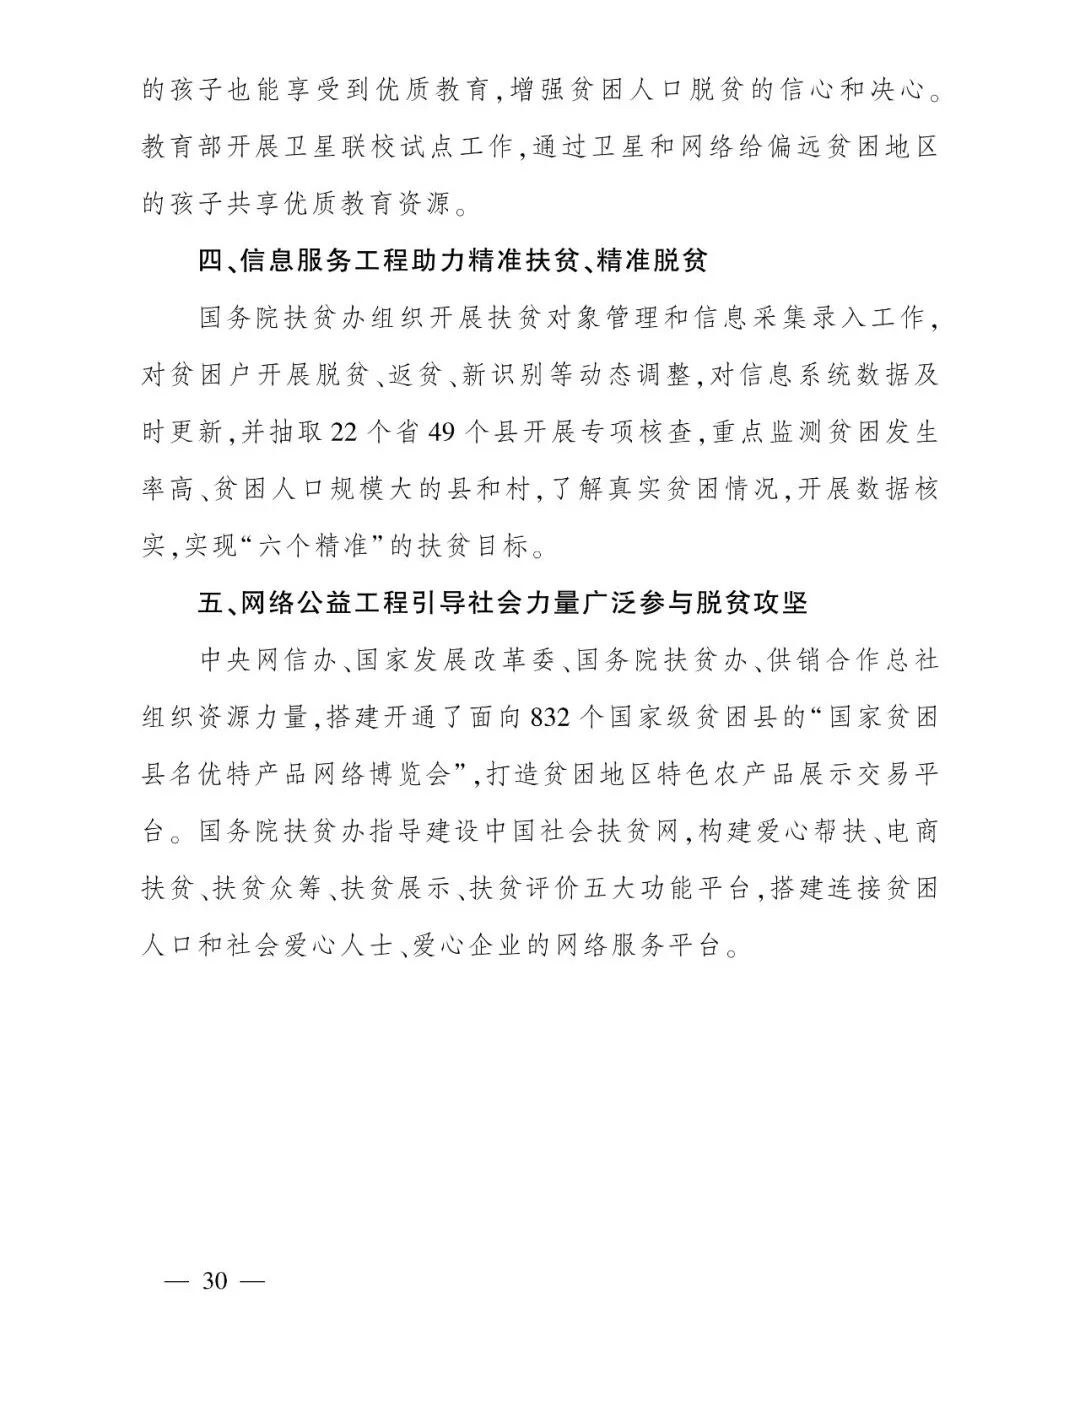 的孩子也能享受到优质教育，增强贫困人口脱贫的信心和决心。
教育部开展卫星联校试点工作，通过卫星和网络给偏远贫困地区
的孩子共享优质教育资源。
四、信息服务工程助力精准扶贫、精准脱贫
国务院扶贫办组织开展扶贫对象管理和信息采集录入工作，
对贫困户开展脱贫、返贫、新识别等动态调整，对信息系统数据及
时更新，并抽取 22 个省 49 个县开展专项核查，重点监测贫困发生
率高、贫困人口规模大的县和村，了解真实贫困情况，开展数据核
实，实现“六个精准”的扶贫目标。
五、网络公益工程引导社会力量广泛参与脱贫攻坚
中央网信办、国家发展改革委、国务院扶贫办、供销合作总社
组织资源力量，搭建开通了面向 832 个国家级贫困县的“国家贫困
县名优特产品网络博览会”，打造贫困地区特色农产品展示交易平
台。国务院扶贫办指导建设中国社会扶贫网，构建爱心帮扶、电商
扶贫、扶贫众筹、扶贫展示、扶贫评价五大功能平台，搭建连接贫困
人口和社会爱心人士、爱心企业的网络服务平台。
— 30 —